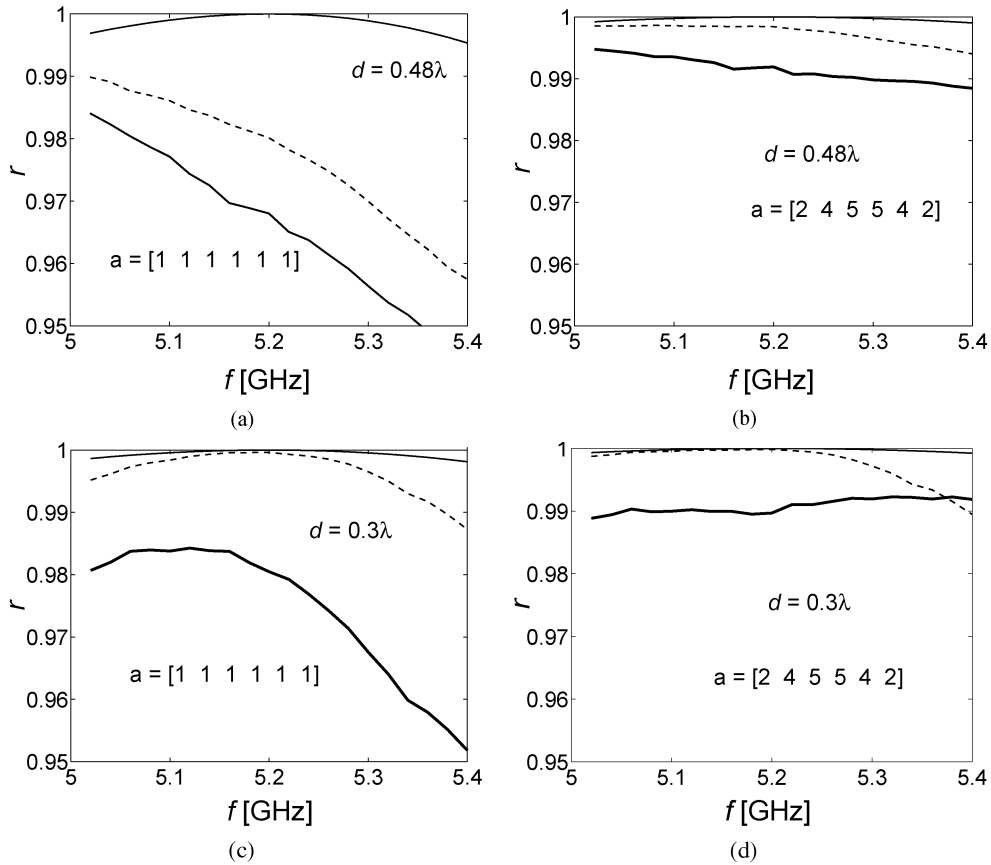 1
0.99
0.98
0.97
0.96
0.95
r
d = 0.48λ
a = [1 1 1 1 1 1]
5 5.1 5.2 5.3 5.4
f [GHz]
(a)
1
0.99
0.98
0.97
0.96
0.95
r
d = 0.48λ
a = [2 4 5 5 4 2]
5 5.1 5.2 5.3 5.4
f [GHz]
(b)
1
0.99
0.98
0.97
0.96
0.95
r
d = 0.3λ
a = [1 1 1 1 1 1]
5 5.1 5.2 5.3 5.4
f [GHz]
(c)
1
0.99
0.98
0.97
0.96
0.95
r
d = 0.3λ
a = [2 4 5 5 4 2]
5 5.1 5.2 5.3 5.4
f [GHz]
(d)